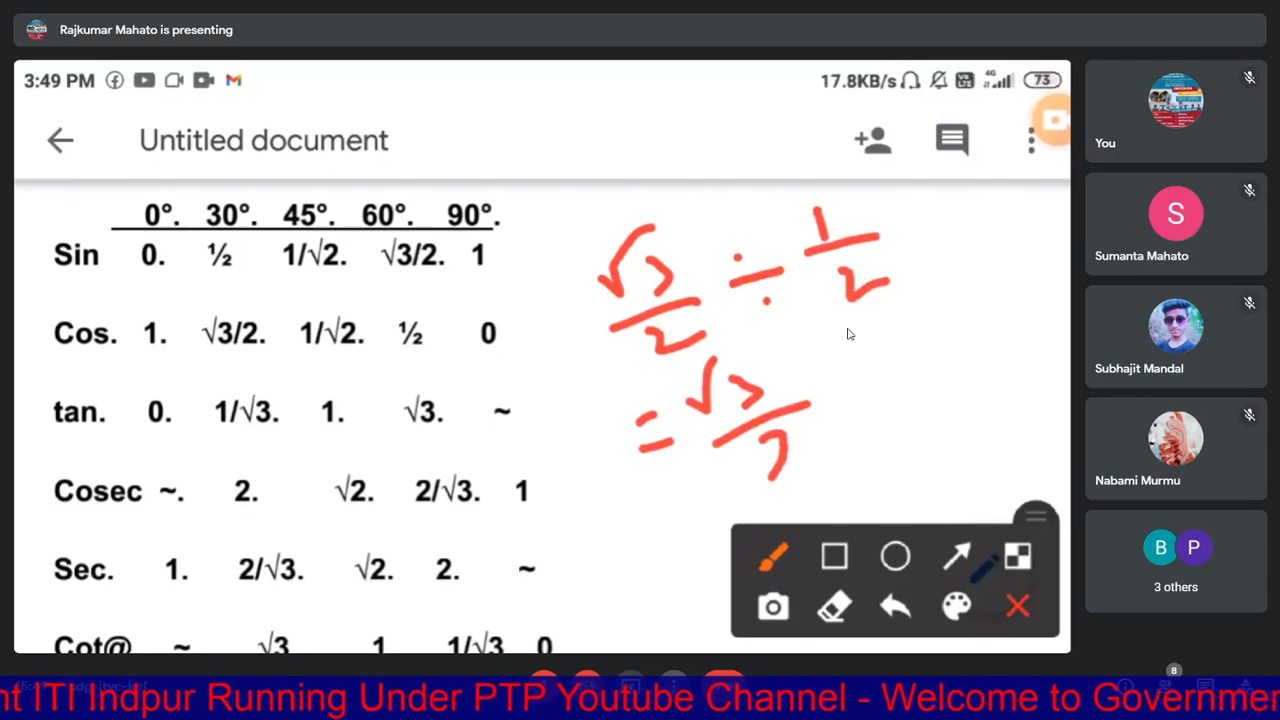 Rajkumar Mahato is presenting
3:49 PM
17.8KB/s
4G
73
Untitled document
0°. 30°. 45°. 60°. 90°.
Sin 0. ½ 1/√2. √3/2. 1
Cos. 1. √3/2. 1/√2. ½ 0
tan. 0. 1/√3. 1. √3. ~
Cosec ~. 2. √2. 2/√3. 1
Sec. 1. 2/√3. √2. 2. ~
Cot@ ~ √3 1 1/√3 0
√3/2 ÷ 1/2
= √3/
You
S
Sumanta Mahato
Subhajit Mandal
Nabami Murmu
B P
3 others
8
nt ITI Indpur Running Under PTP Youtube Channel - Welcome to Governmen